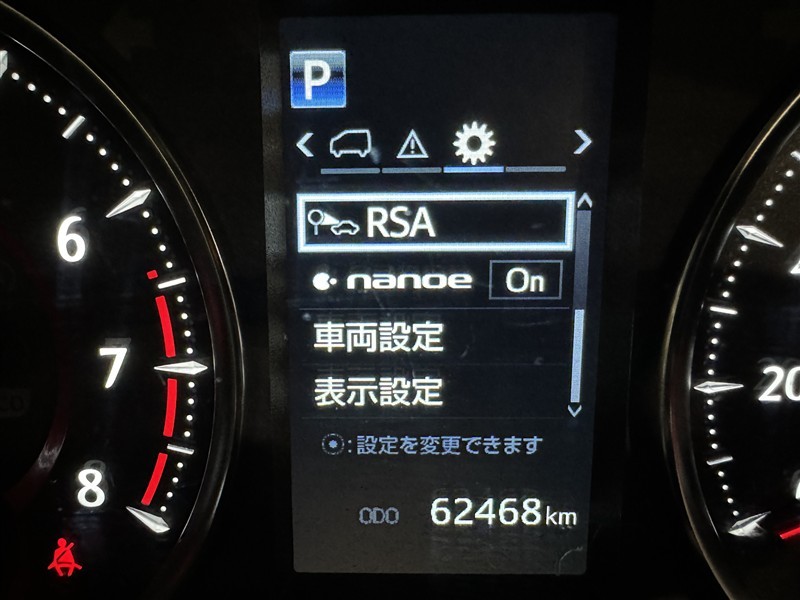 P
RSA
nanoe On
車両設定
表示設定
:設定を変更できます
ODO 62468km
6
7
8
20